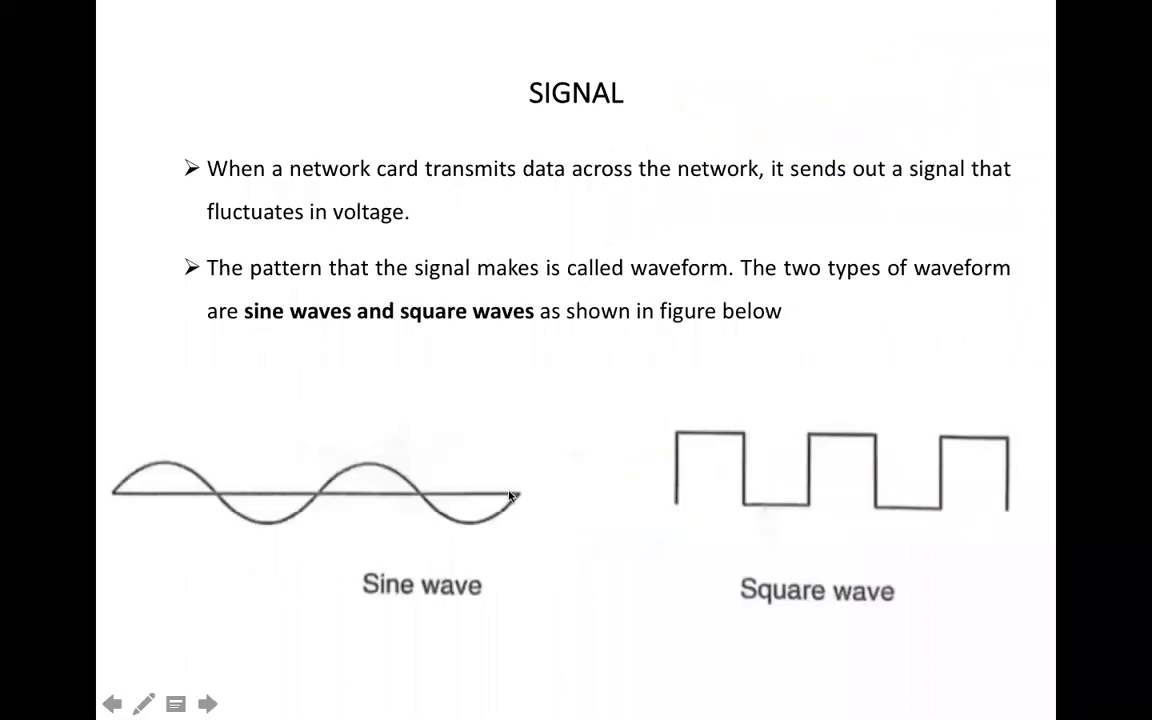 SIGNAL
When a network card transmits data across the network, it sends out a signal that
fluctuates in voltage.
The pattern that the signal makes is called waveform. The two types of waveform
are sine waves and square waves as shown in figure below
Sine wave
Square wave